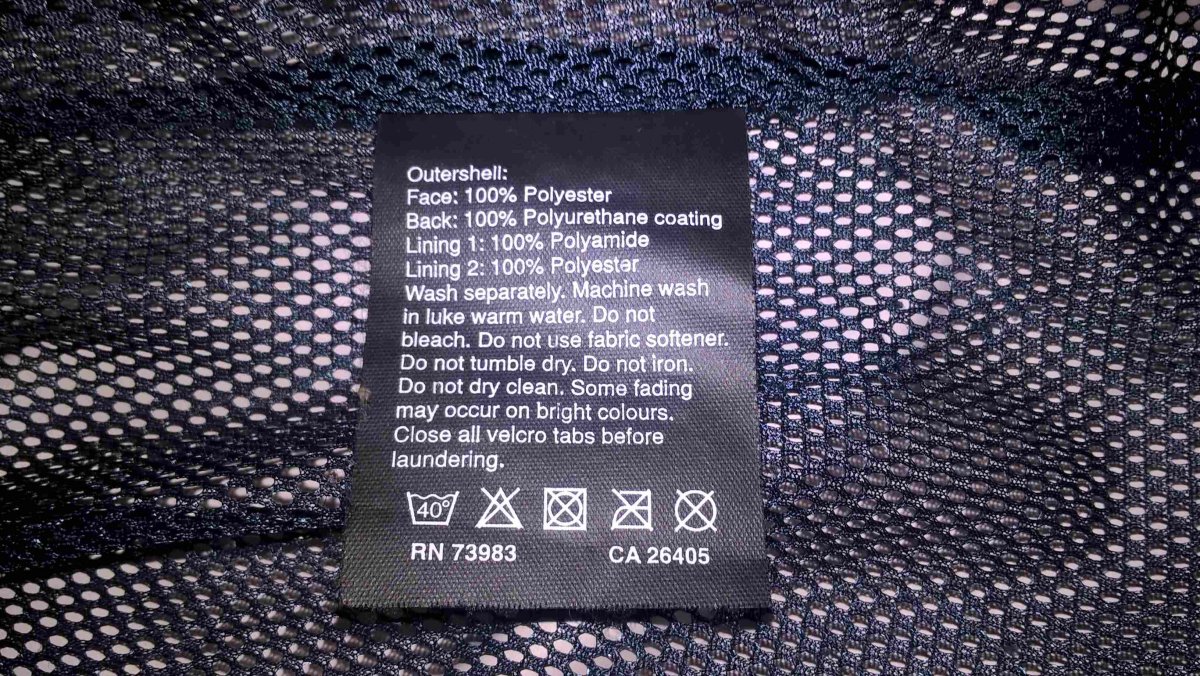 Outershell:
Face: 100% Polyester
Back: 100% Polyurethane coating
Lining 1: 100% Polyamide
Lining 2: 100% Polyester
Wash separately. Machine wash
in luke warm water. Do not
bleach. Do not use fabric softener.
Do not tumble dry. Do not iron.
Do not dry clean. Some fading
may occur on bright colours.
Close all velcro tabs before
laundering.
40°
RN 73983 CA 26405